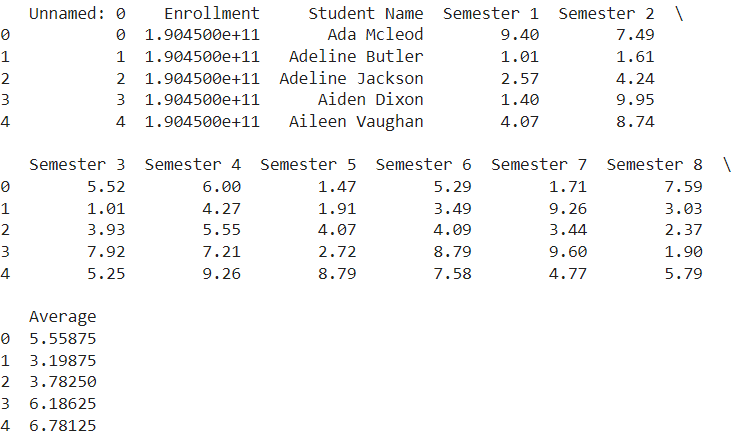 Unnamed: 0    Enrollment     Student Name  Semester 1  Semester 2  \
0           0  1.904500e+11       Ada Mcleod        9.40        7.49
1           1  1.904500e+11   Adeline Butler        1.01        1.61
2           2  1.904500e+11  Adeline Jackson        2.57        4.24
3           3  1.904500e+11      Aiden Dixon        1.40        9.95
4           4  1.904500e+11   Aileen Vaughan        4.07        8.74
   Semester 3  Semester 4  Semester 5  Semester 6  Semester 7  Semester 8  \
0        5.52        6.00        1.47        5.29        1.71        7.59
1        1.01        4.27        1.91        3.49        9.26        3.03
2        3.93        5.55        4.07        4.09        3.44        2.37
3        7.92        7.21        2.72        8.79        9.60        1.90
4        5.25        9.26        8.79        7.58        4.77        5.79
   Average
0  5.55875
1  3.19875
2  3.78250
3  6.18625
4  6.78125